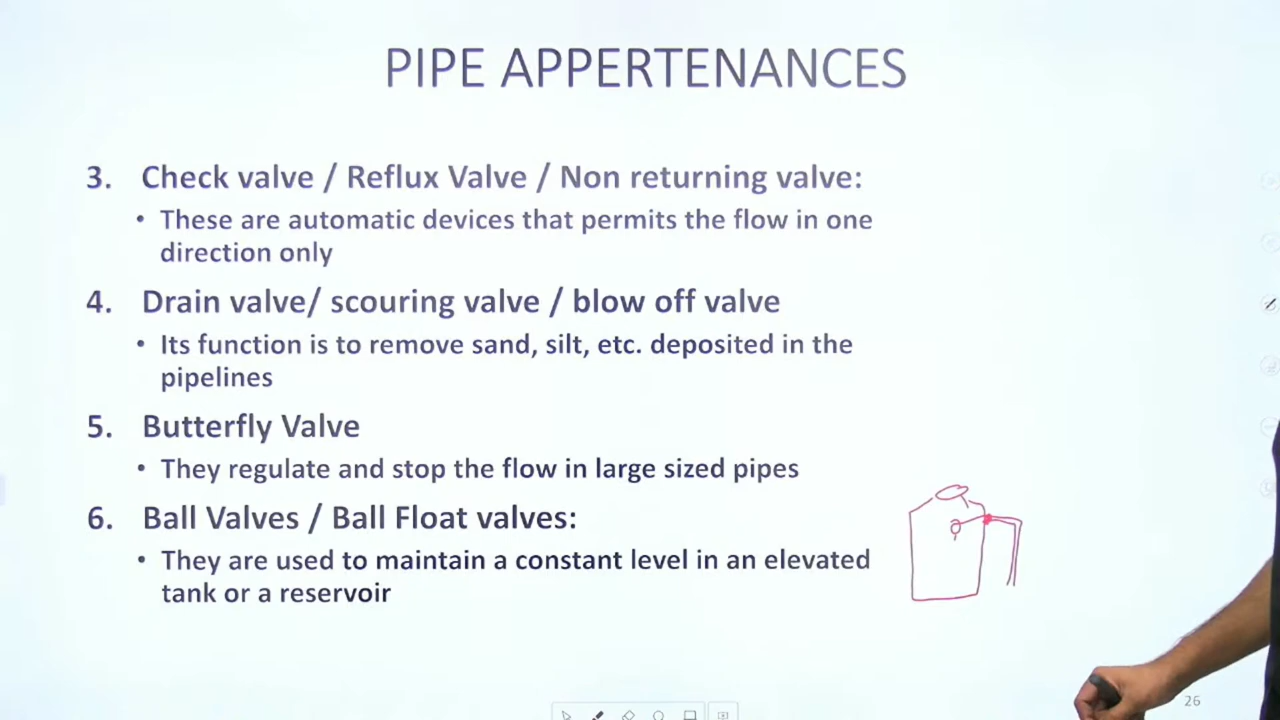 PIPE APPERTENANCES
3. Check valve / Reflux Valve / Non returning valve:
• These are automatic devices that permits the flow in one
direction only
4. Drain valve/ scouring valve / blow off valve
• Its function is to remove sand, silt, etc. deposited in the
pipelines
5. Butterfly Valve
• They regulate and stop the flow in large sized pipes
6. Ball Valves / Ball Float valves:
• They are used to maintain a constant level in an elevated
tank or a reservoir
26